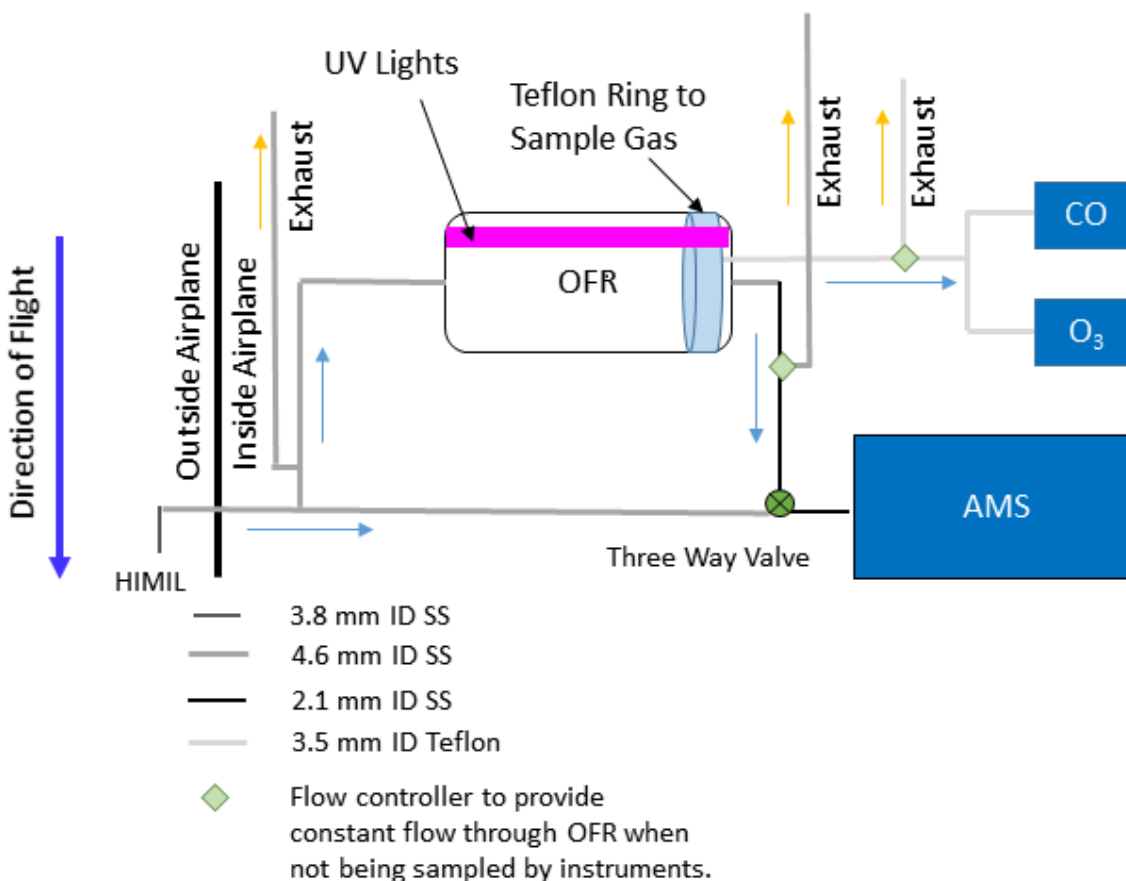 UV Lights
Teflon Ring to
Sample Gas
Exhaust
Exhaust
Exhaust
Direction of Flight
Outside Airplane
Inside Airplane
OFR
CO
O₃
AMS
Three Way Valve
HIMIL
3.8 mm ID SS
4.6 mm ID SS
2.1 mm ID SS
3.5 mm ID Teflon
Flow controller to provide
constant flow through OFR when
not being sampled by instruments.